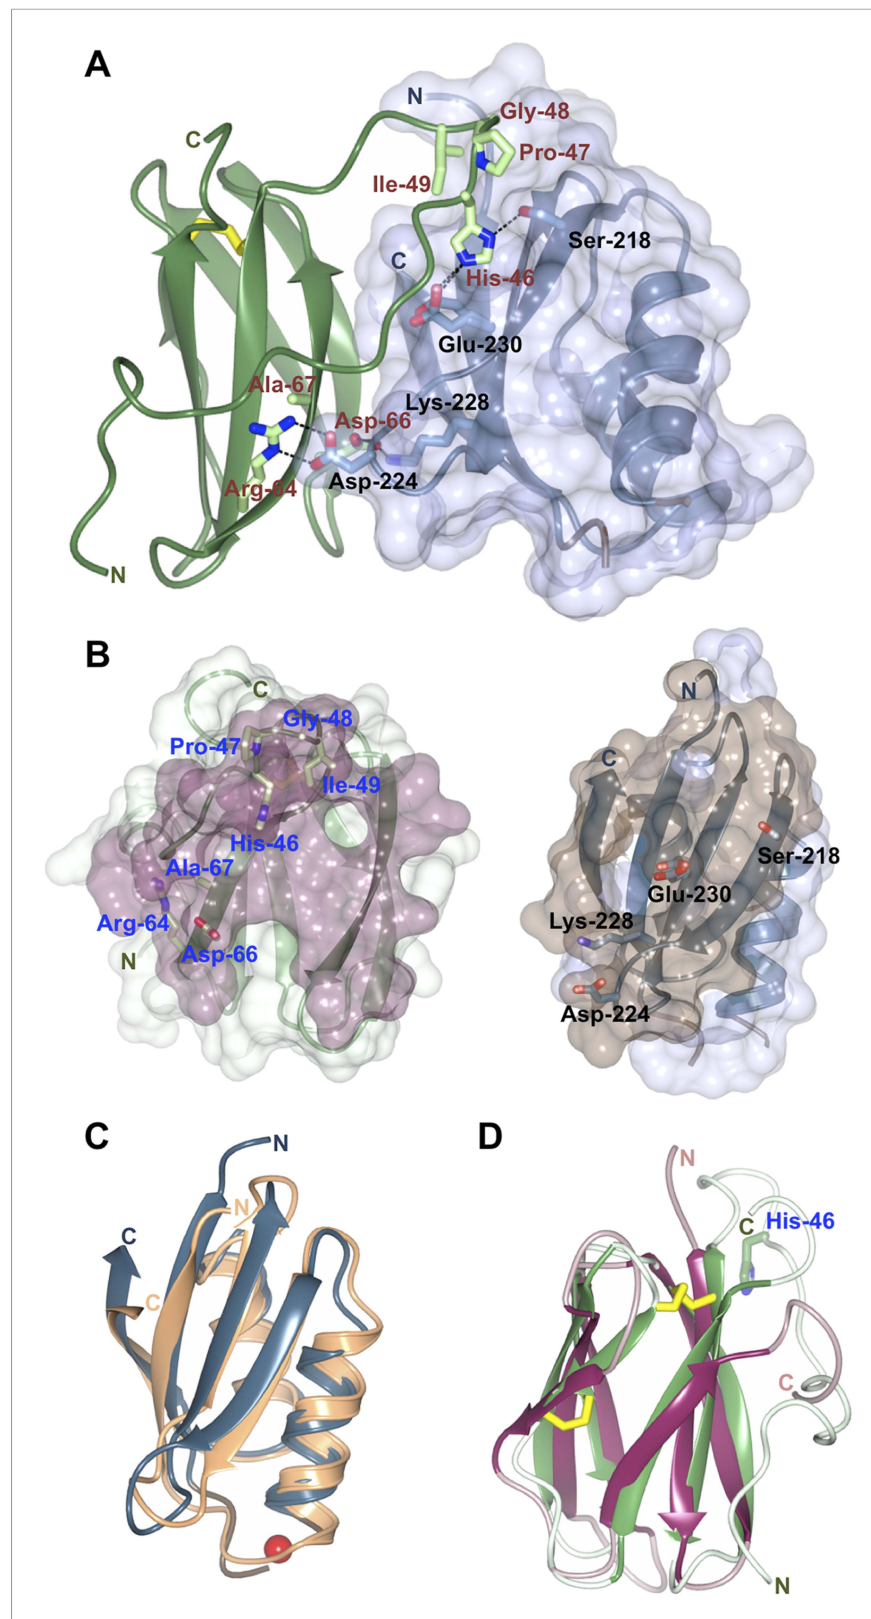 A
N
Gly-48
C
Pro-47
Ile-49
Ser-218
C
His-46
Glu-230
Ala-67
Lys-228
Asp-66
Asp-224
Arg-64
N
B
C
N
Gly-48
Pro-47
C
Ile-49
His-46
Ser-218
Ala-67
Glu-230
Arg-64
Lys-228
Asp-66
N
Asp-224
C
N
N
C
C
D
N
C
His-46
C
N